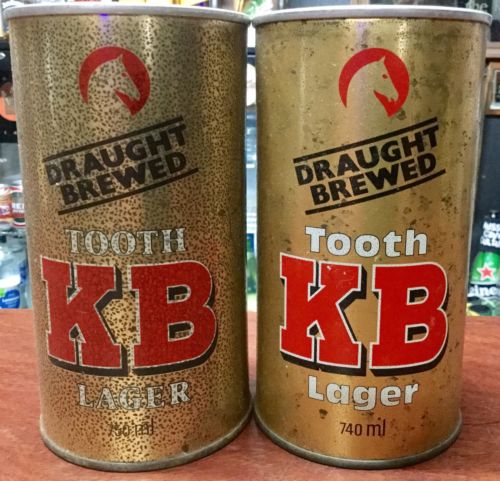 DRAUGHT
BREWED
TOOTH
KB
LAGER
DRAUGHT
BREWED
Tooth
KB
Lager
740 ml